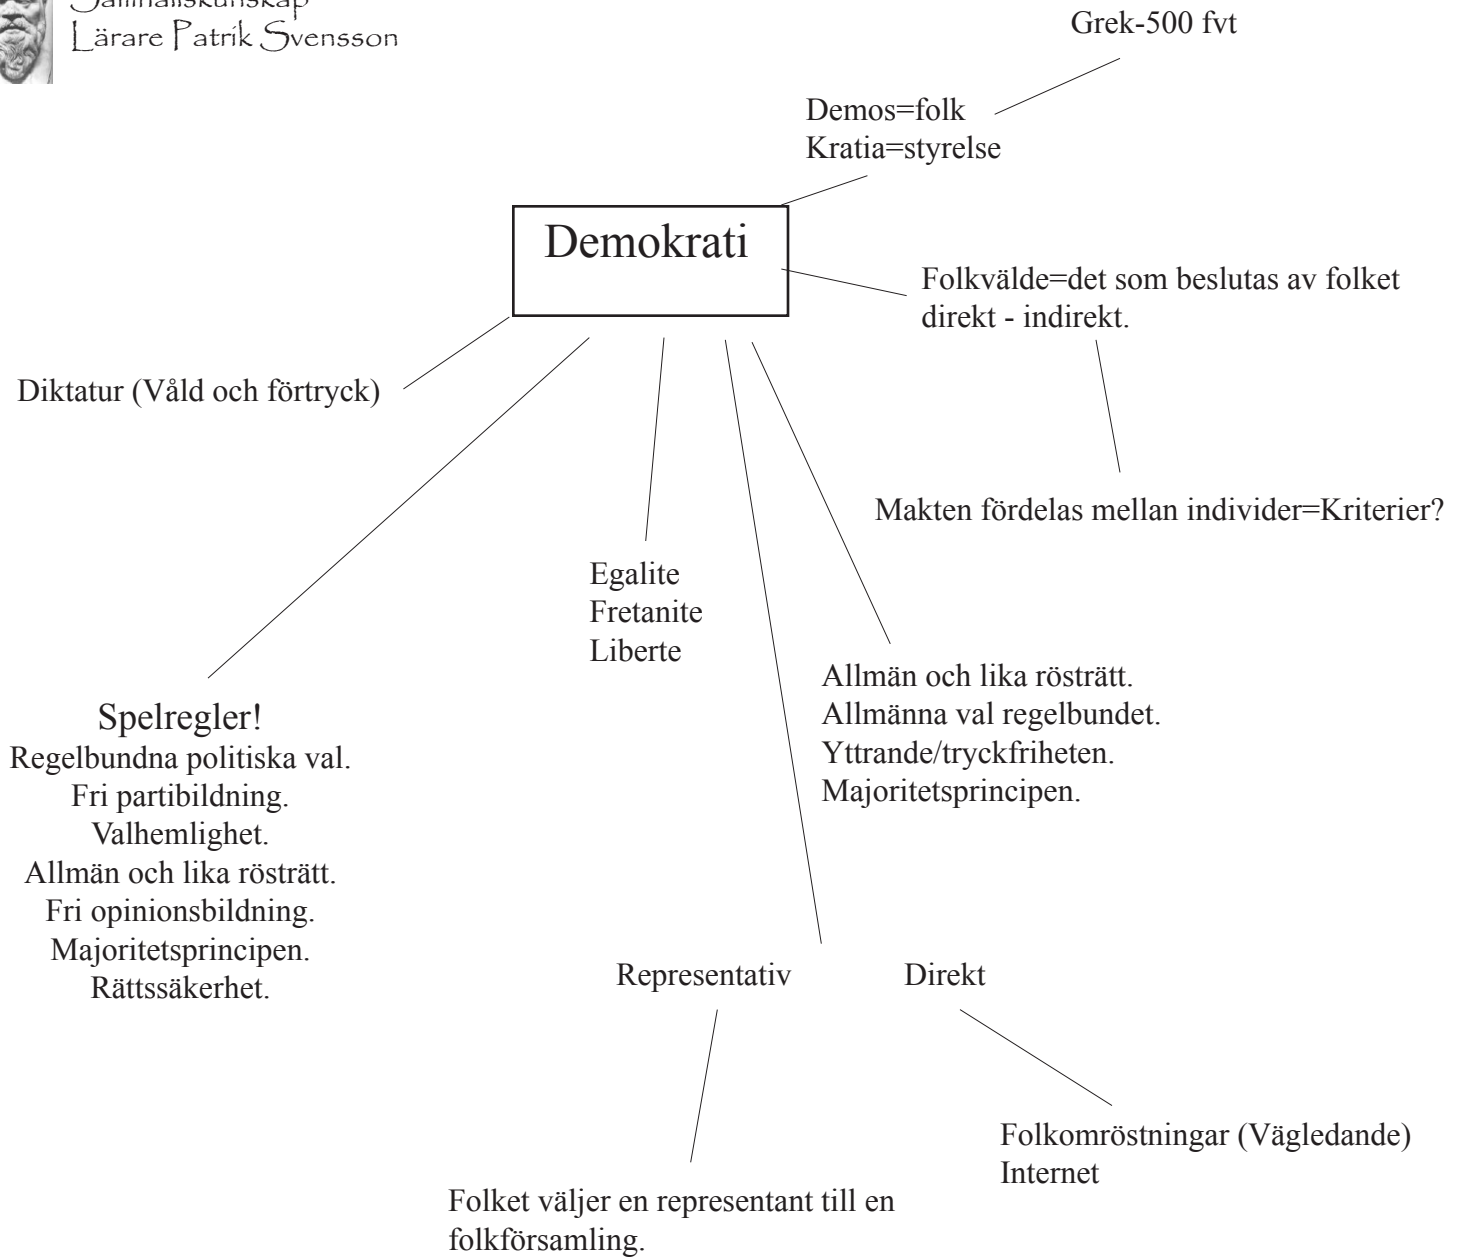 Samhällskunskap
Lärare Patrik Svensson
Grek-500 fvt
Demos=folk
Kratia=styrelse
Demokrati
Folkvälde=det som beslutas av folket
direkt - indirekt.
Diktatur (Våld och förtryck)
Makten fördelas mellan individer=Kriterier?
Egalite
Fretanite
Liberte
Allmän och lika rösträtt.
Allmänna val regelbundet.
Yttrande/tryckfriheten.
Majoritetsprincipen.
Spelregler!
Regelbundna politiska val.
Fri partibildning.
Valhemlighet.
Allmän och lika rösträtt.
Fri opinionsbildning.
Majoritetsprincipen.
Rättssäkerhet.
Representativ
Direkt
Folkomröstningar (Vägledande)
Internet
Folket väljer en representant till en
folkförsamling.